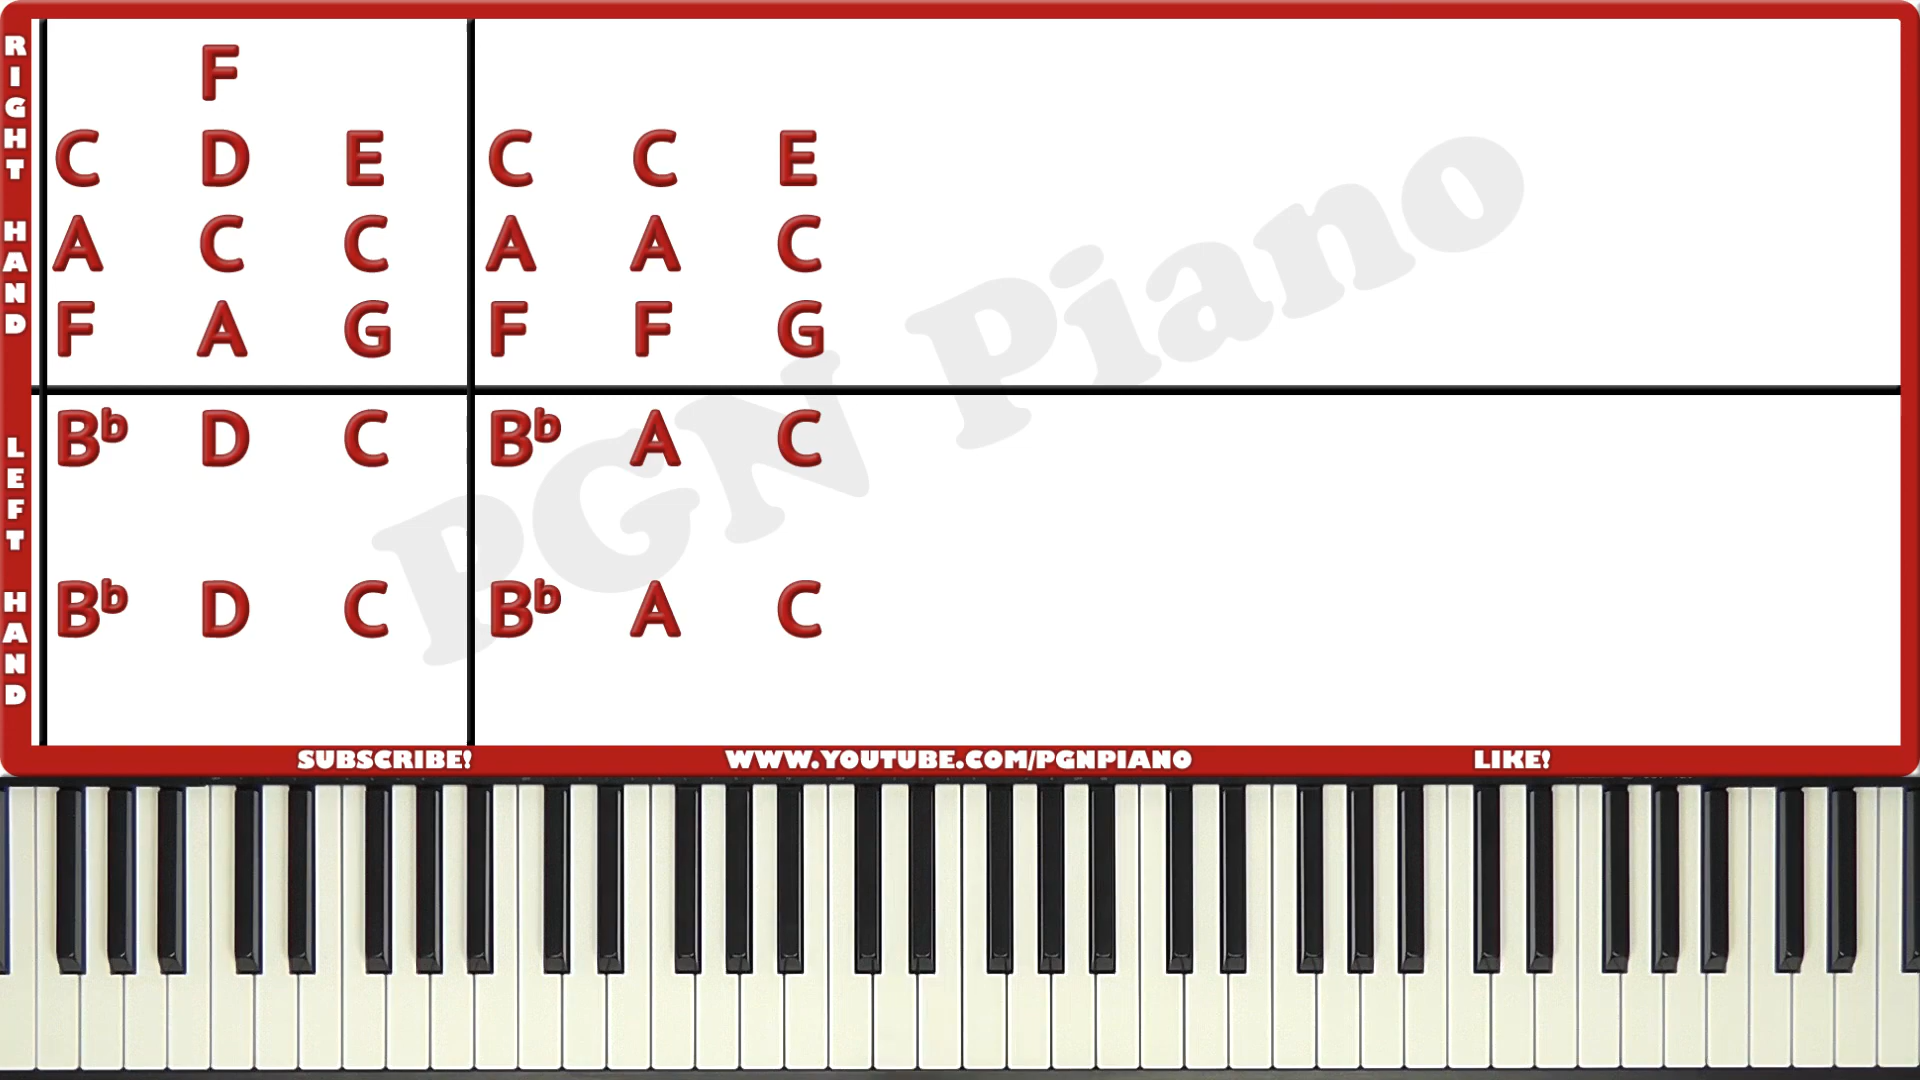 RIGHT HAND
F
C D E C C E
A C C A A C
F A G F F G
LEFT HAND
Bb D C Bb A C
Bb D C Bb A C
PGN Piano
SUBSCRIBE! WWW.YOUTUBE.COM/PGNPIANO LIKE!